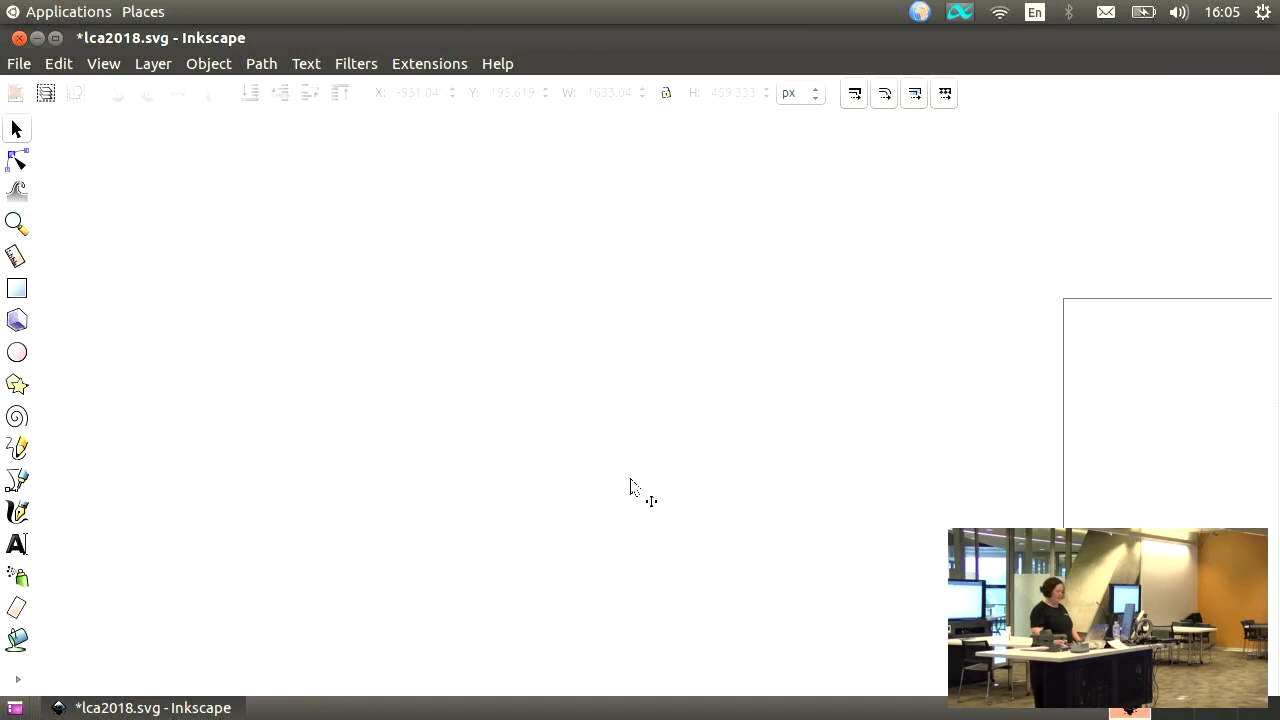 Applications Places En 16:05
*lca2018.svg - Inkscape
File Edit View Layer Object Path Text Filters Extensions Help
X: -931.04 Y: 195.619 W: 1633.04 H: 459.333 px
A
*lca2018.svg - Inkscape